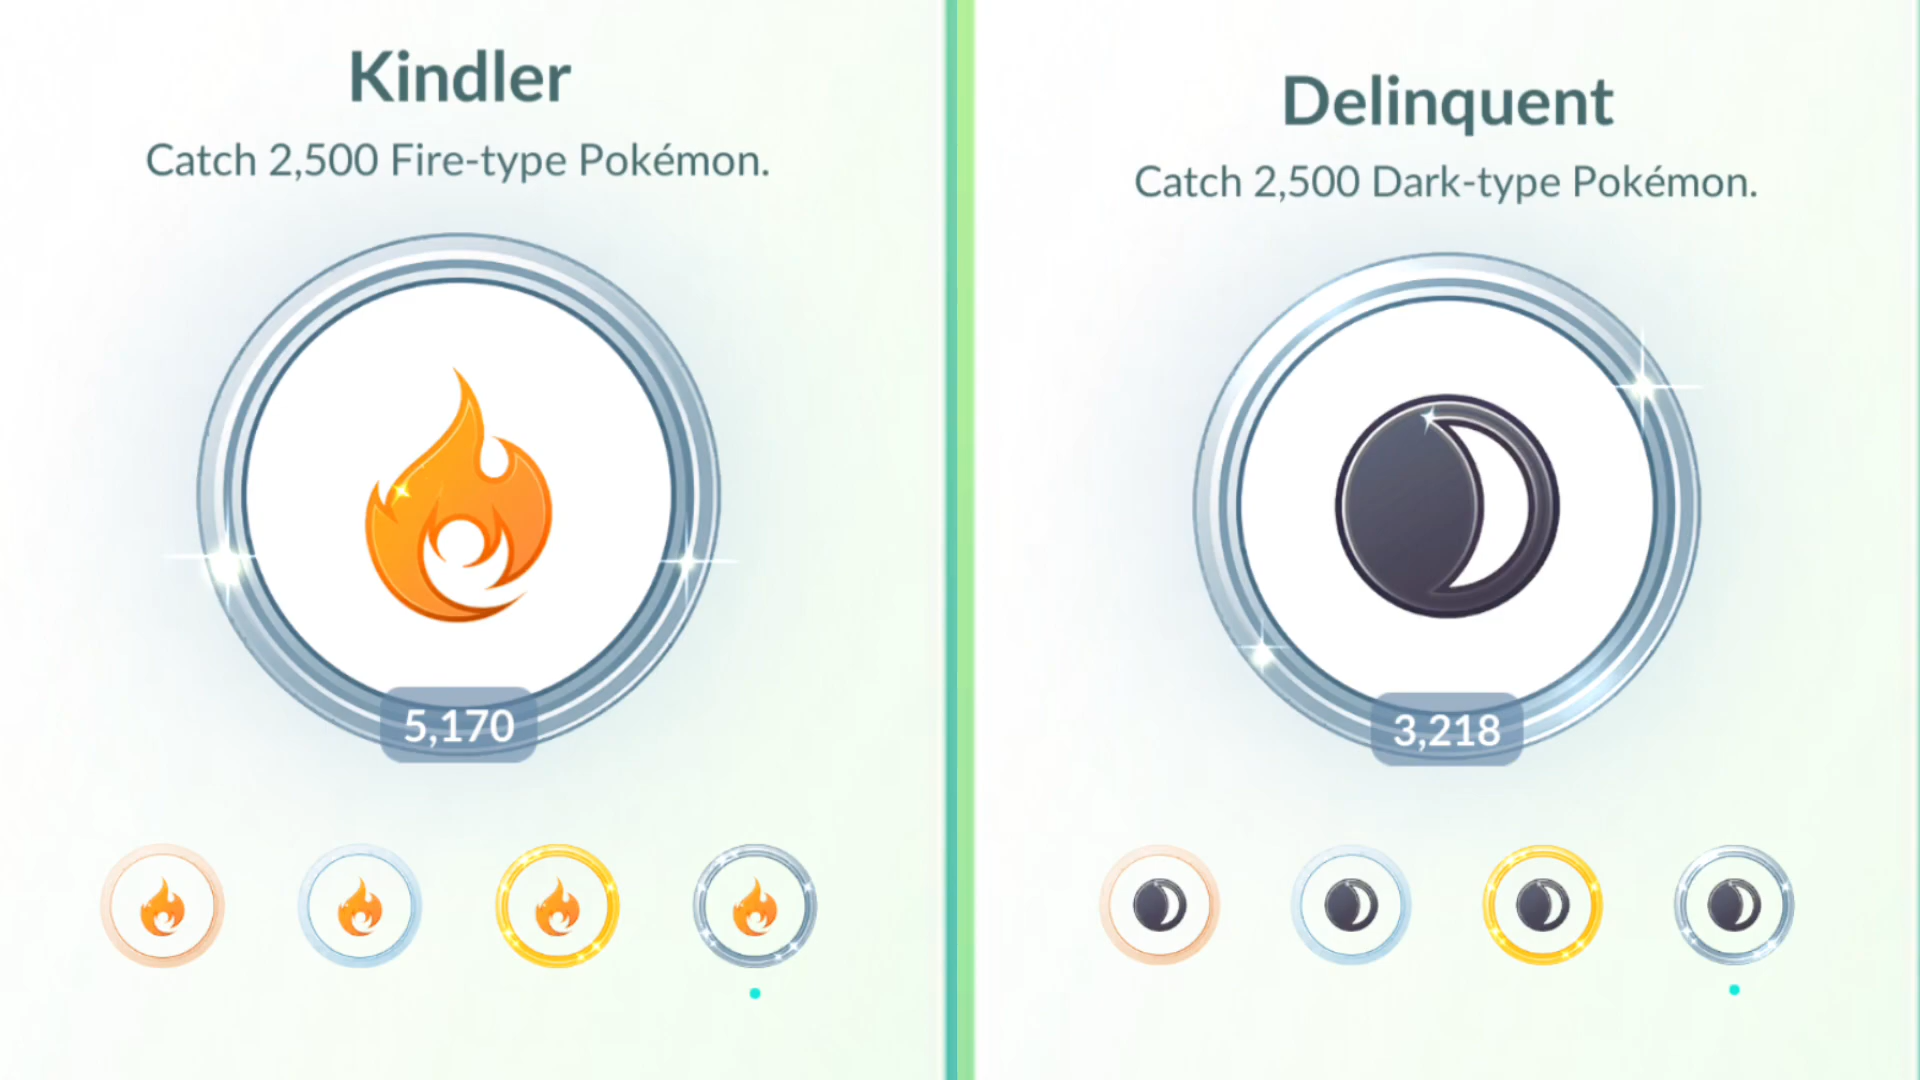 Kindler
Catch 2,500 Fire-type Pokémon.
5,170
Delinquent
Catch 2,500 Dark-type Pokémon.
3,218